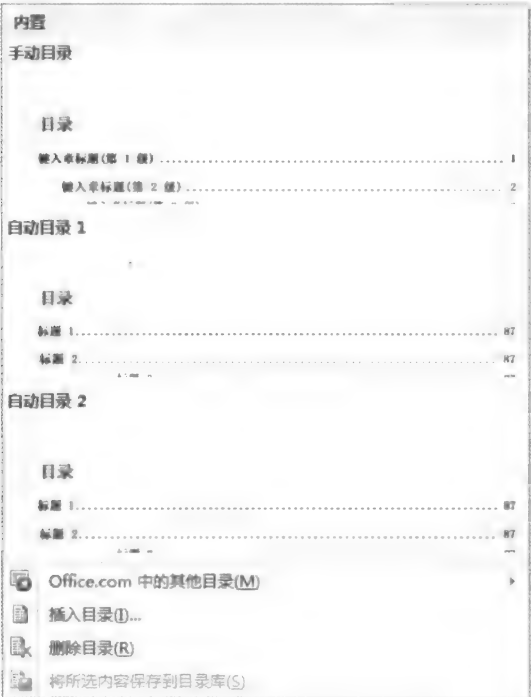 内置
手动目录
目录
键入章标题(第 1 级) ........................................ 1
键入章标题(第 2 级) ........................................ 2
自动目录 1
目录
标题 1 ........................................ 87
标题 2 ........................................ 87
自动目录 2
目录
标题 1 ........................................ 87
标题 2 ........................................ 87
Office.com 中的其他目录(M)
插入目录(I)...
删除目录(R)
将所选内容保存到目录库(S)